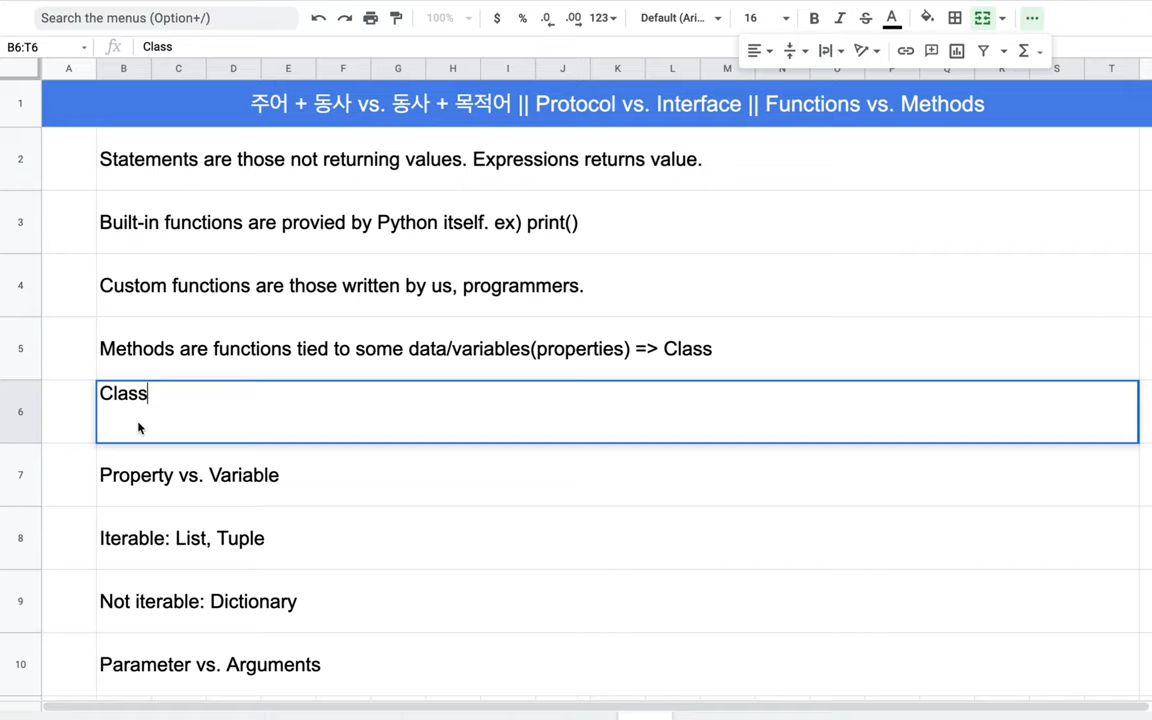 Search the menus (Option+/)
100%
$ % .0 .00 123
Default (Ari...
16
B I S A
B6:T6
fx Class
A B C D E F G H I J K L M N O P Q R S T
1 주어 + 동사 vs. 동사 + 목적어 || Protocol vs. Interface || Functions vs. Methods
2 Statements are those not returning values. Expressions returns value.
3 Built-in functions are provied by Python itself. ex) print()
4 Custom functions are those written by us, programmers.
5 Methods are functions tied to some data/variables(properties) => Class
6 Class
7 Property vs. Variable
8 Iterable: List, Tuple
9 Not iterable: Dictionary
10 Parameter vs. Arguments